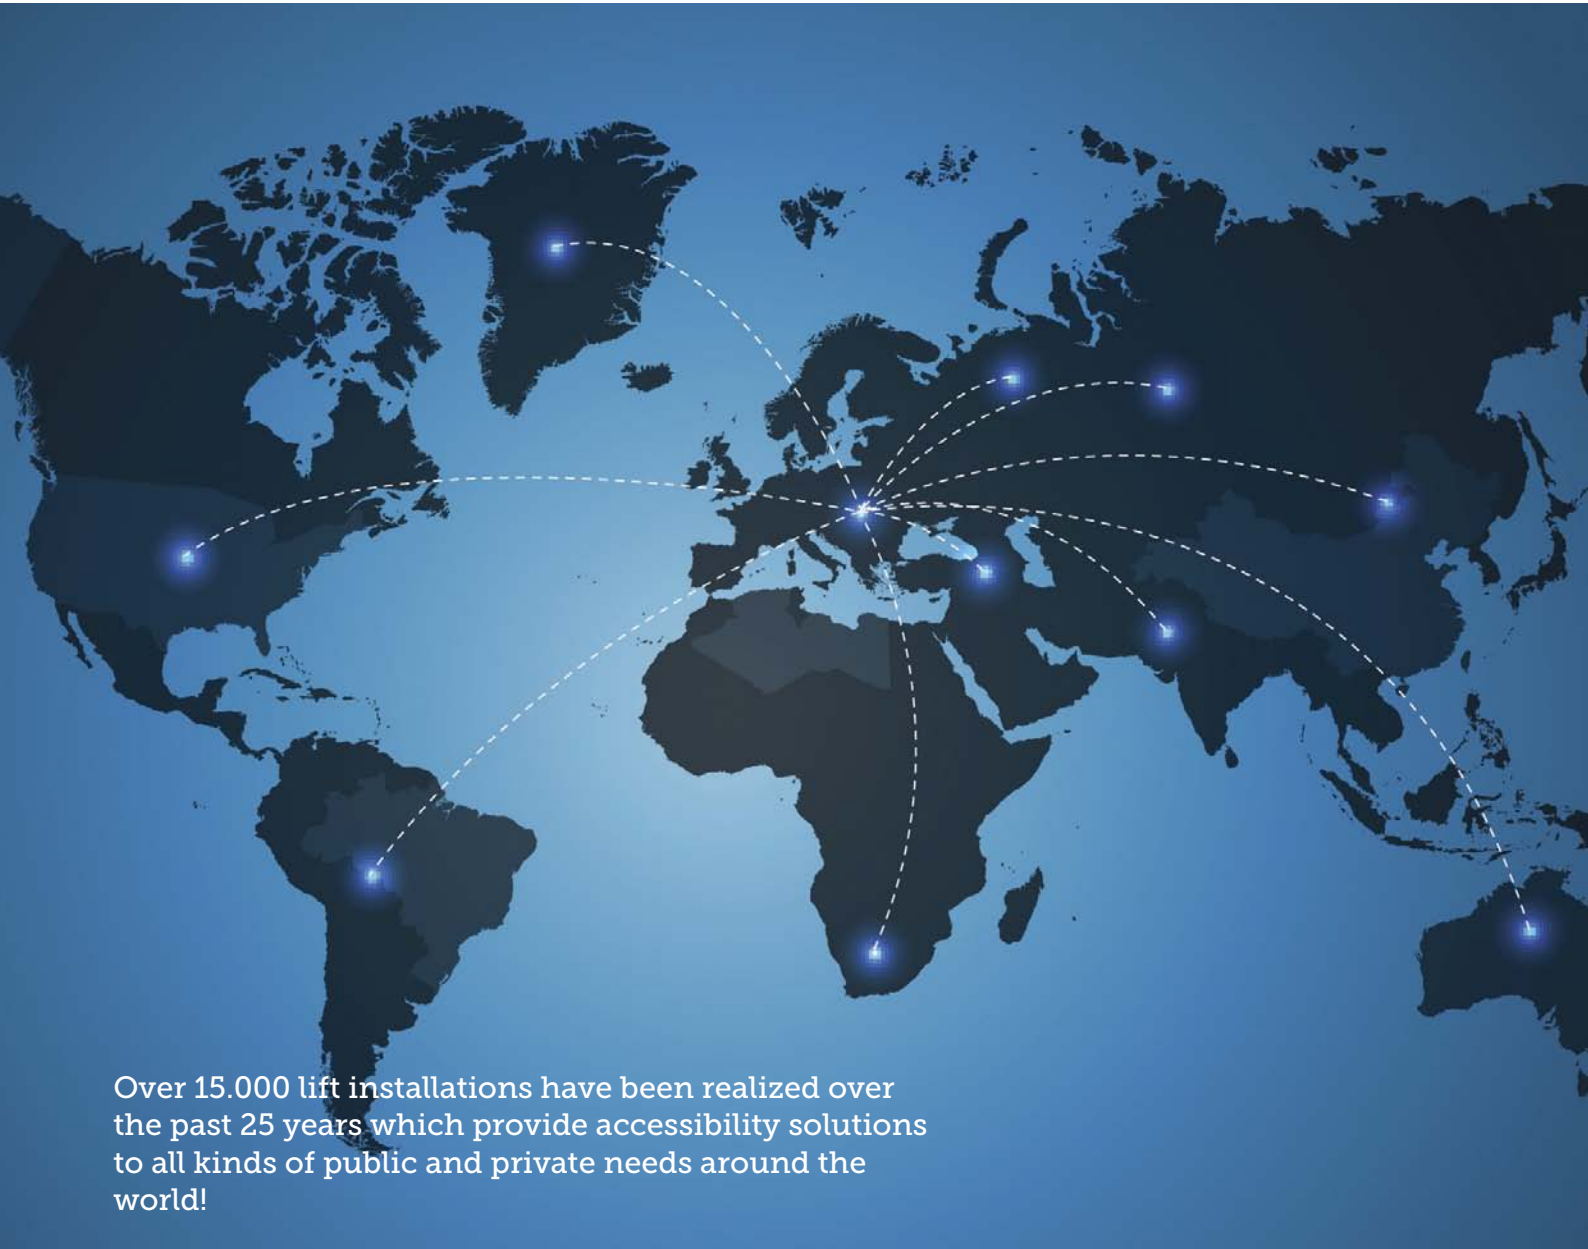 Over 15.000 lift installations have been realized over
the past 25 years which provide accessibility solutions
to all kinds of public and private needs around the
world!